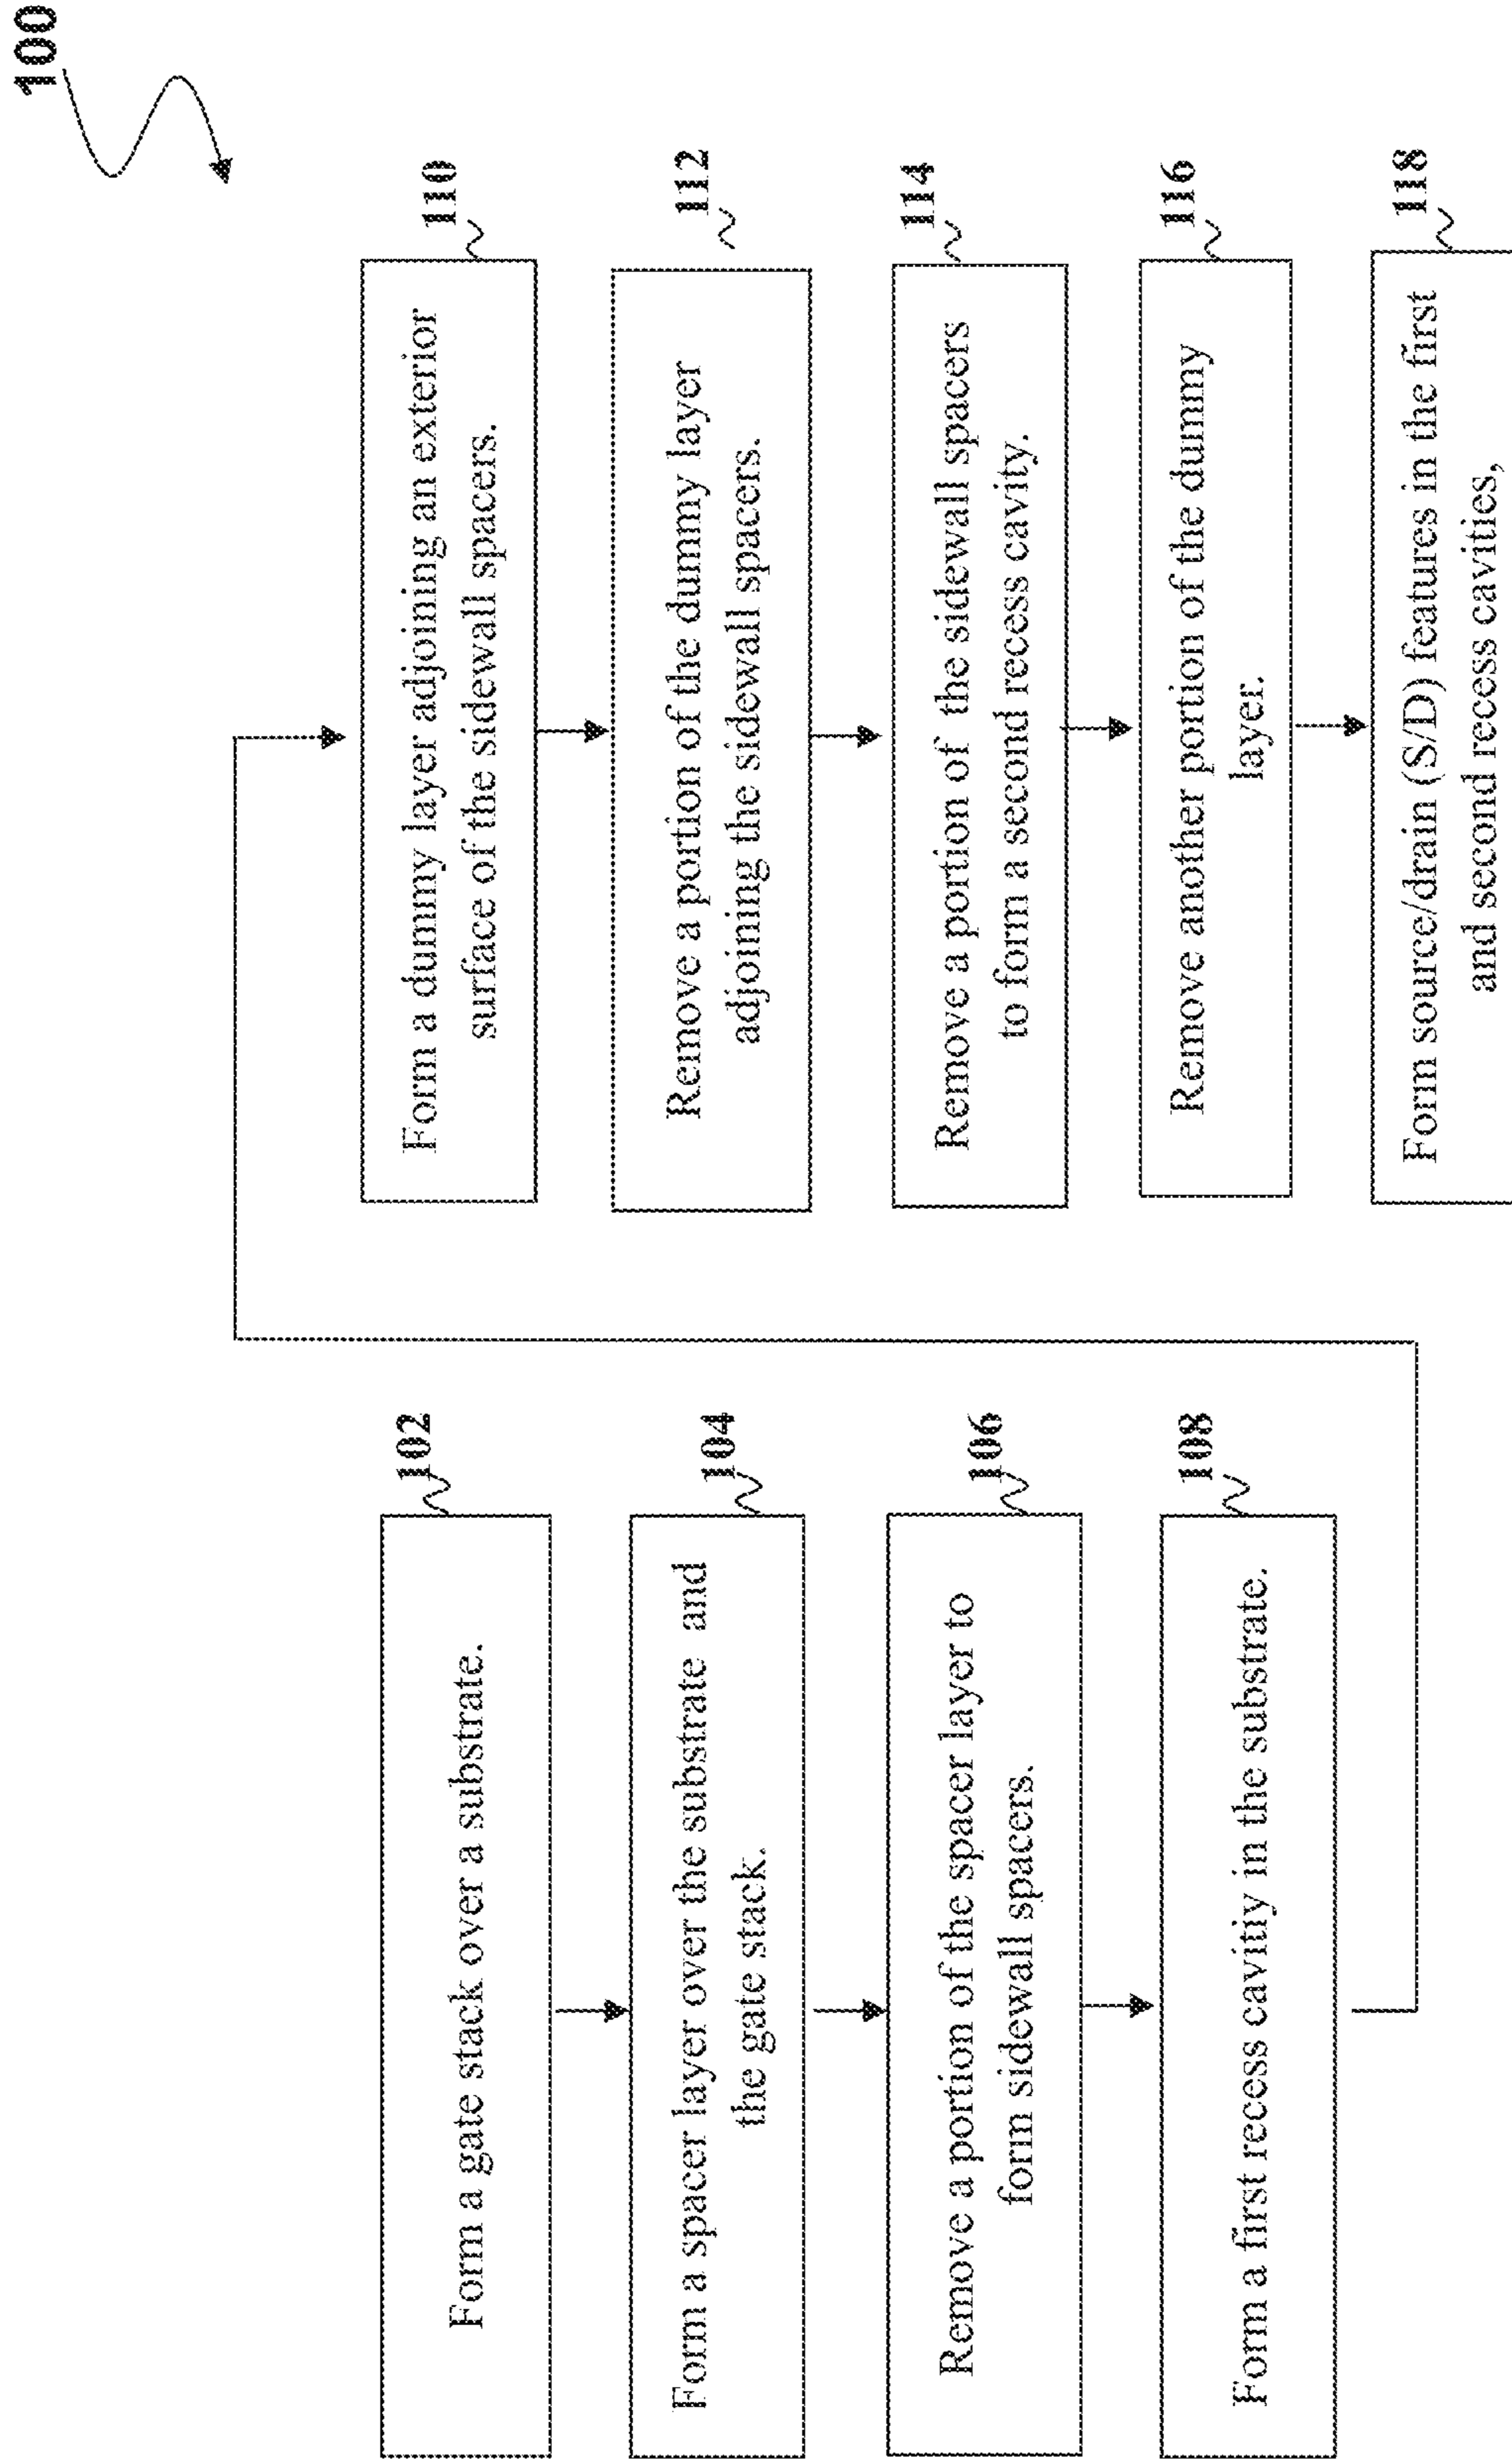 100
102
Form a gate stack over a substrate.
104
Form a spacer layer over the substrate and
the gate stack.
106
Remove a portion of the spacer layer to
form sidewall spacers.
108
Form a first recess cavitiy in the substrate.
110
Form a dummy layer adjoining an exterior
surface of the sidewall spacers.
112
Remove a portion of the dummy layer
adjoining the sidewall spacers.
114
Remove a portion of the sidewall spacers
to form a second recess cavity.
116
Remove another portion of the dummy
layer.
118
Form source/drain (S/D) features in the first
and second recess cavities,